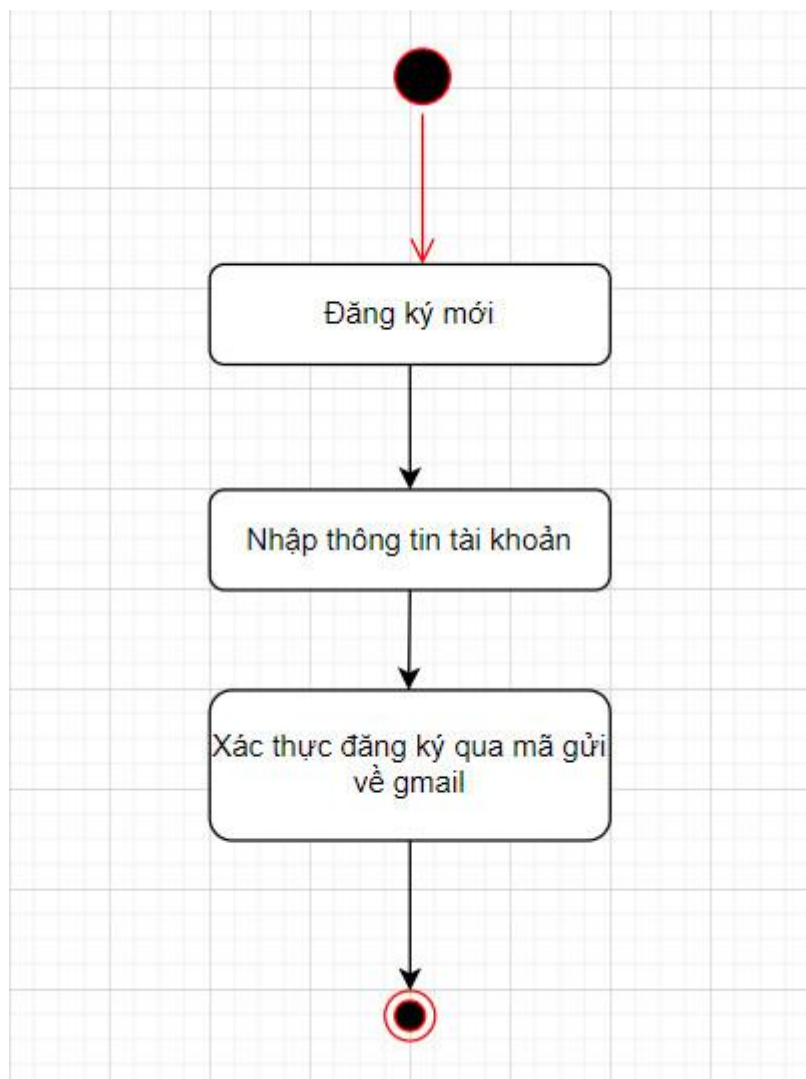 Đăng ký mới
Nhập thông tin tài khoản
Xác thực đăng ký qua mã gửi
về gmail